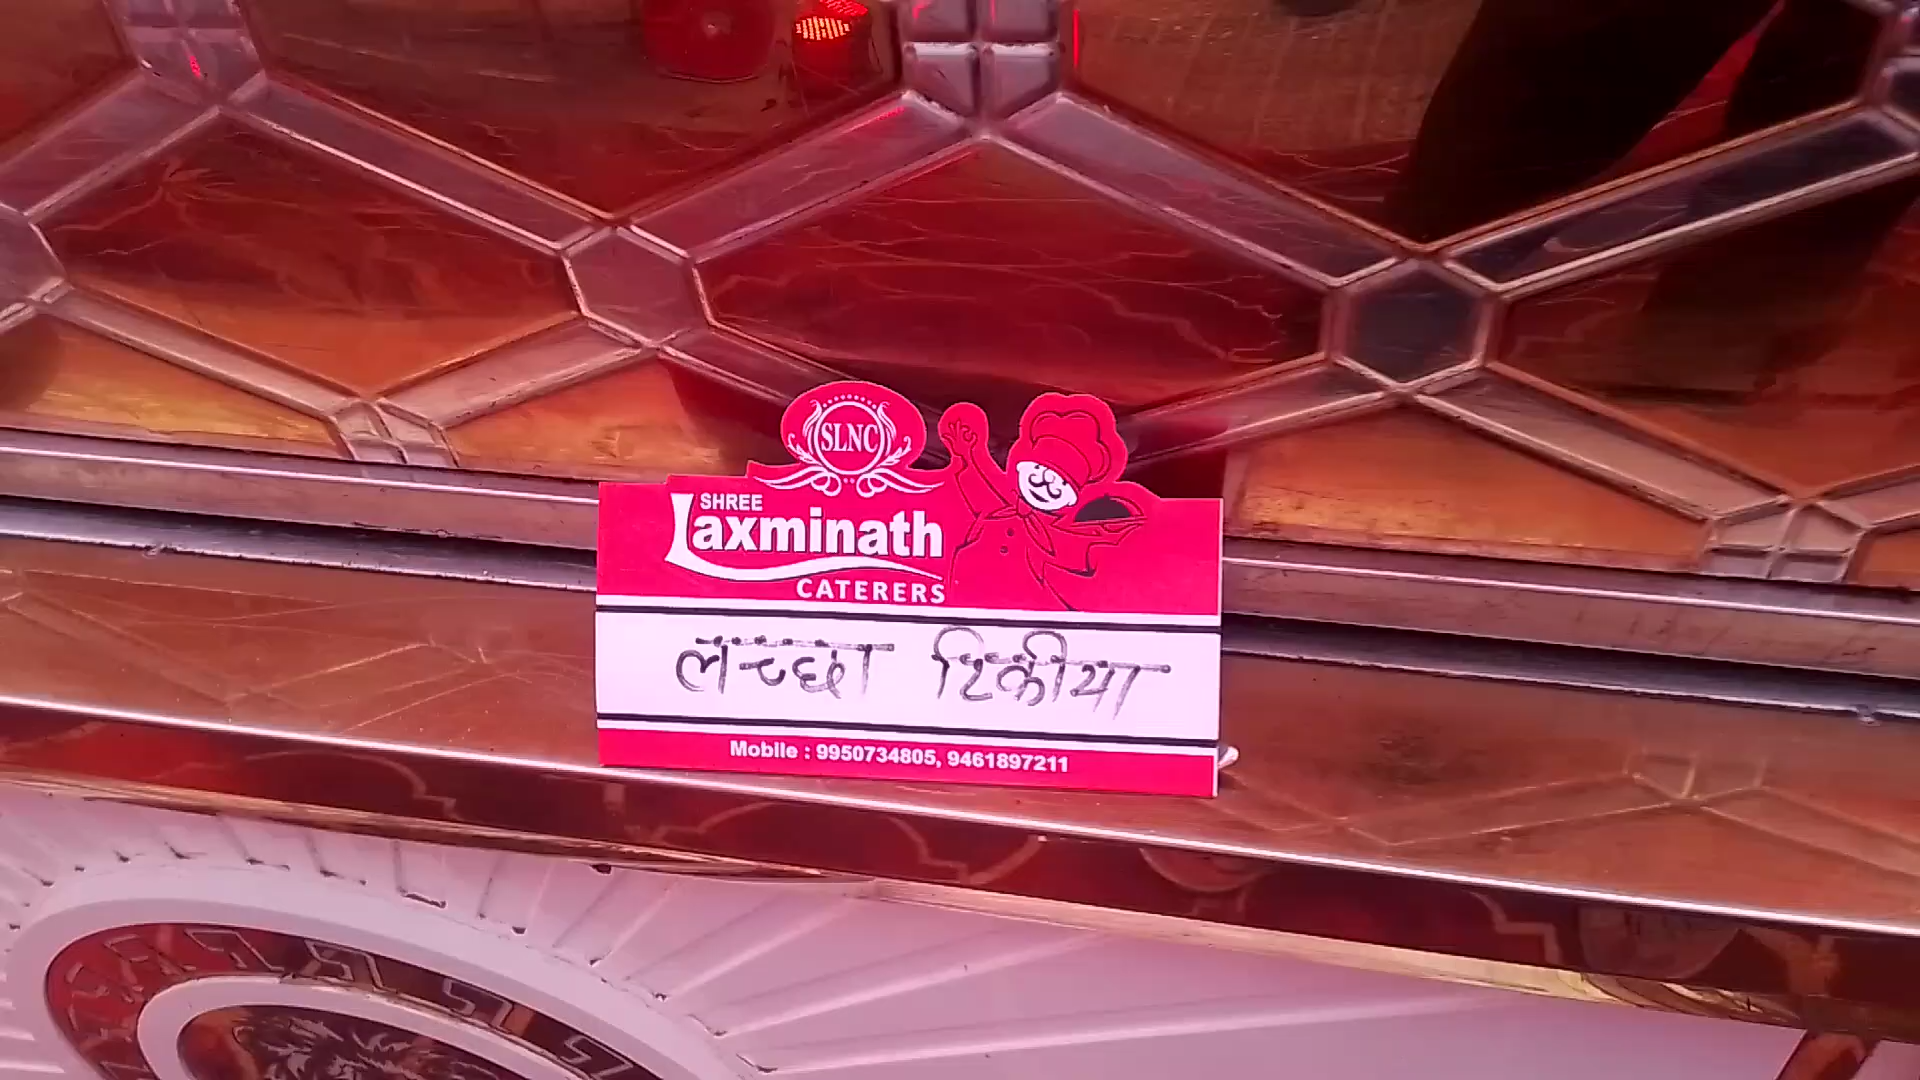 SLNC
SHREE
Laxminath
CATERERS
लच्छा टिकीया
Mobile : 9950734805, 9461897211